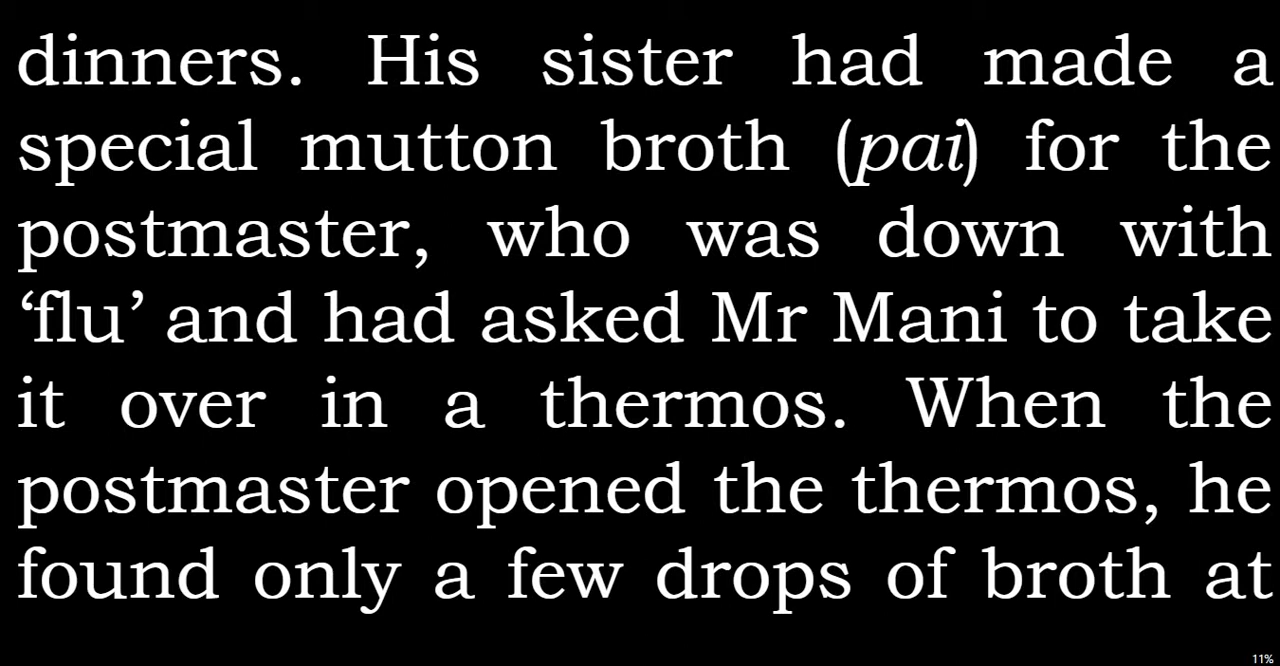 dinners. His sister had made a
special mutton broth (pai) for the
postmaster, who was down with
‘flu’ and had asked Mr Mani to take
it over in a thermos. When the
postmaster opened the thermos, he
found only a few drops of broth at
11%